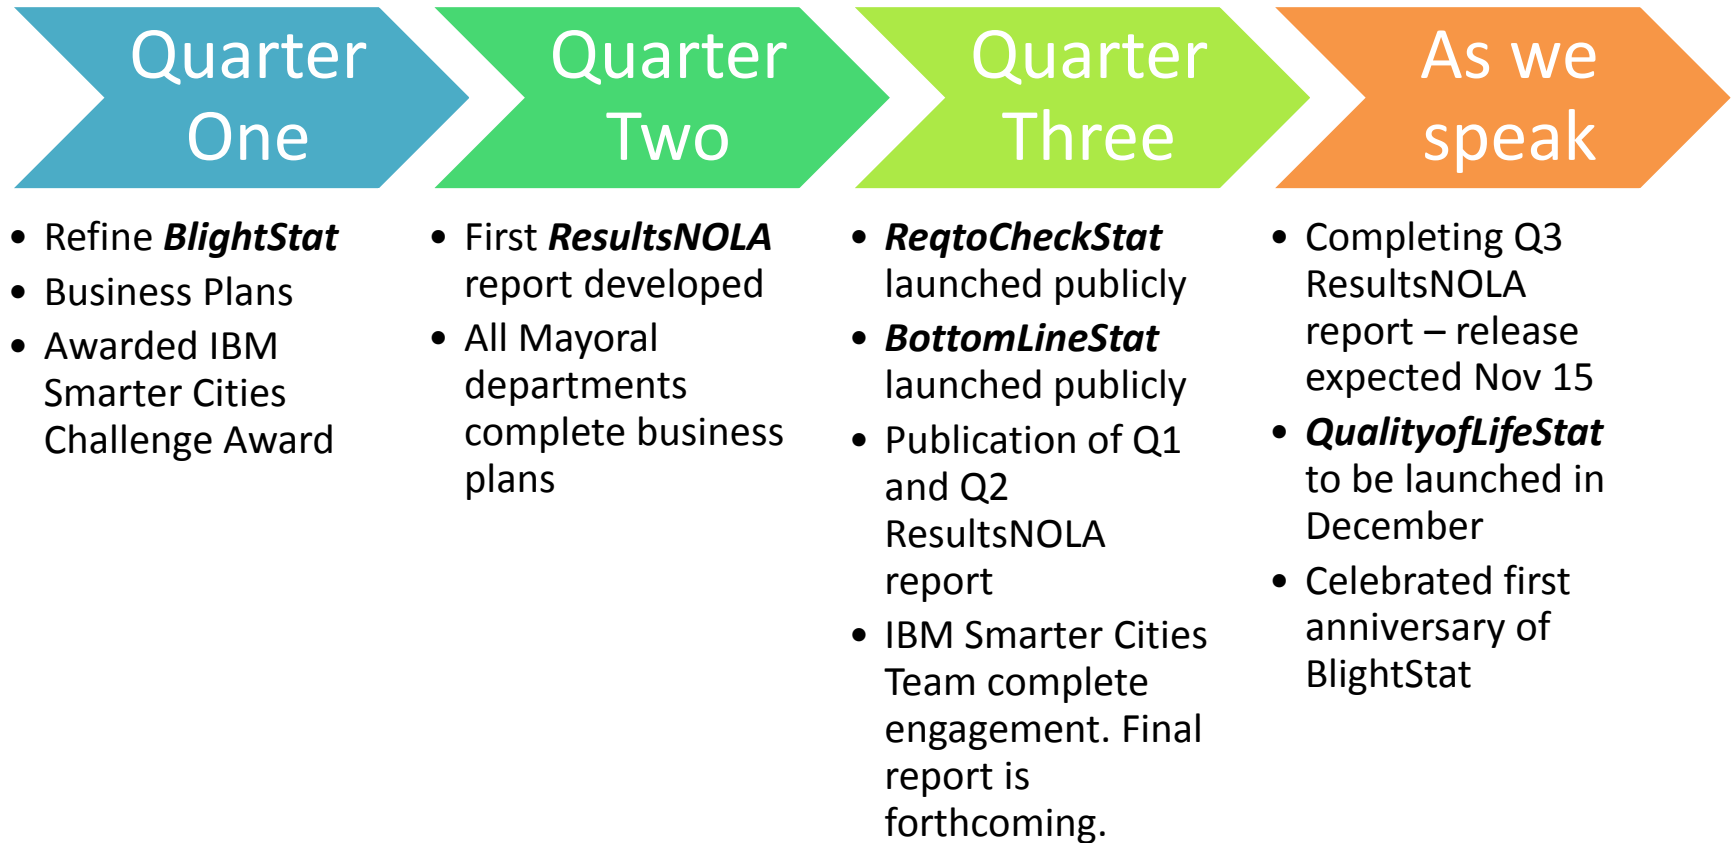 Quarter
One
• Refine BlightStat
• Business Plans
• Awarded IBM
Smarter Cities
Challenge Award
Quarter
Two
• First ResultsNOLA
report developed
• All Mayoral
departments
complete business
plans
Quarter
Three
• ReqtoCheckStat
launched publicly
• BottomLineStat
launched publicly
• Publication of Q1
and Q2
ResultsNOLA
report
• IBM Smarter Cities
Team complete
engagement. Final
report is
forthcoming.
As we
speak
• Completing Q3
ResultsNOLA
report – release
expected Nov 15
• QualityofLifeStat
to be launched in
December
• Celebrated first
anniversary of
BlightStat